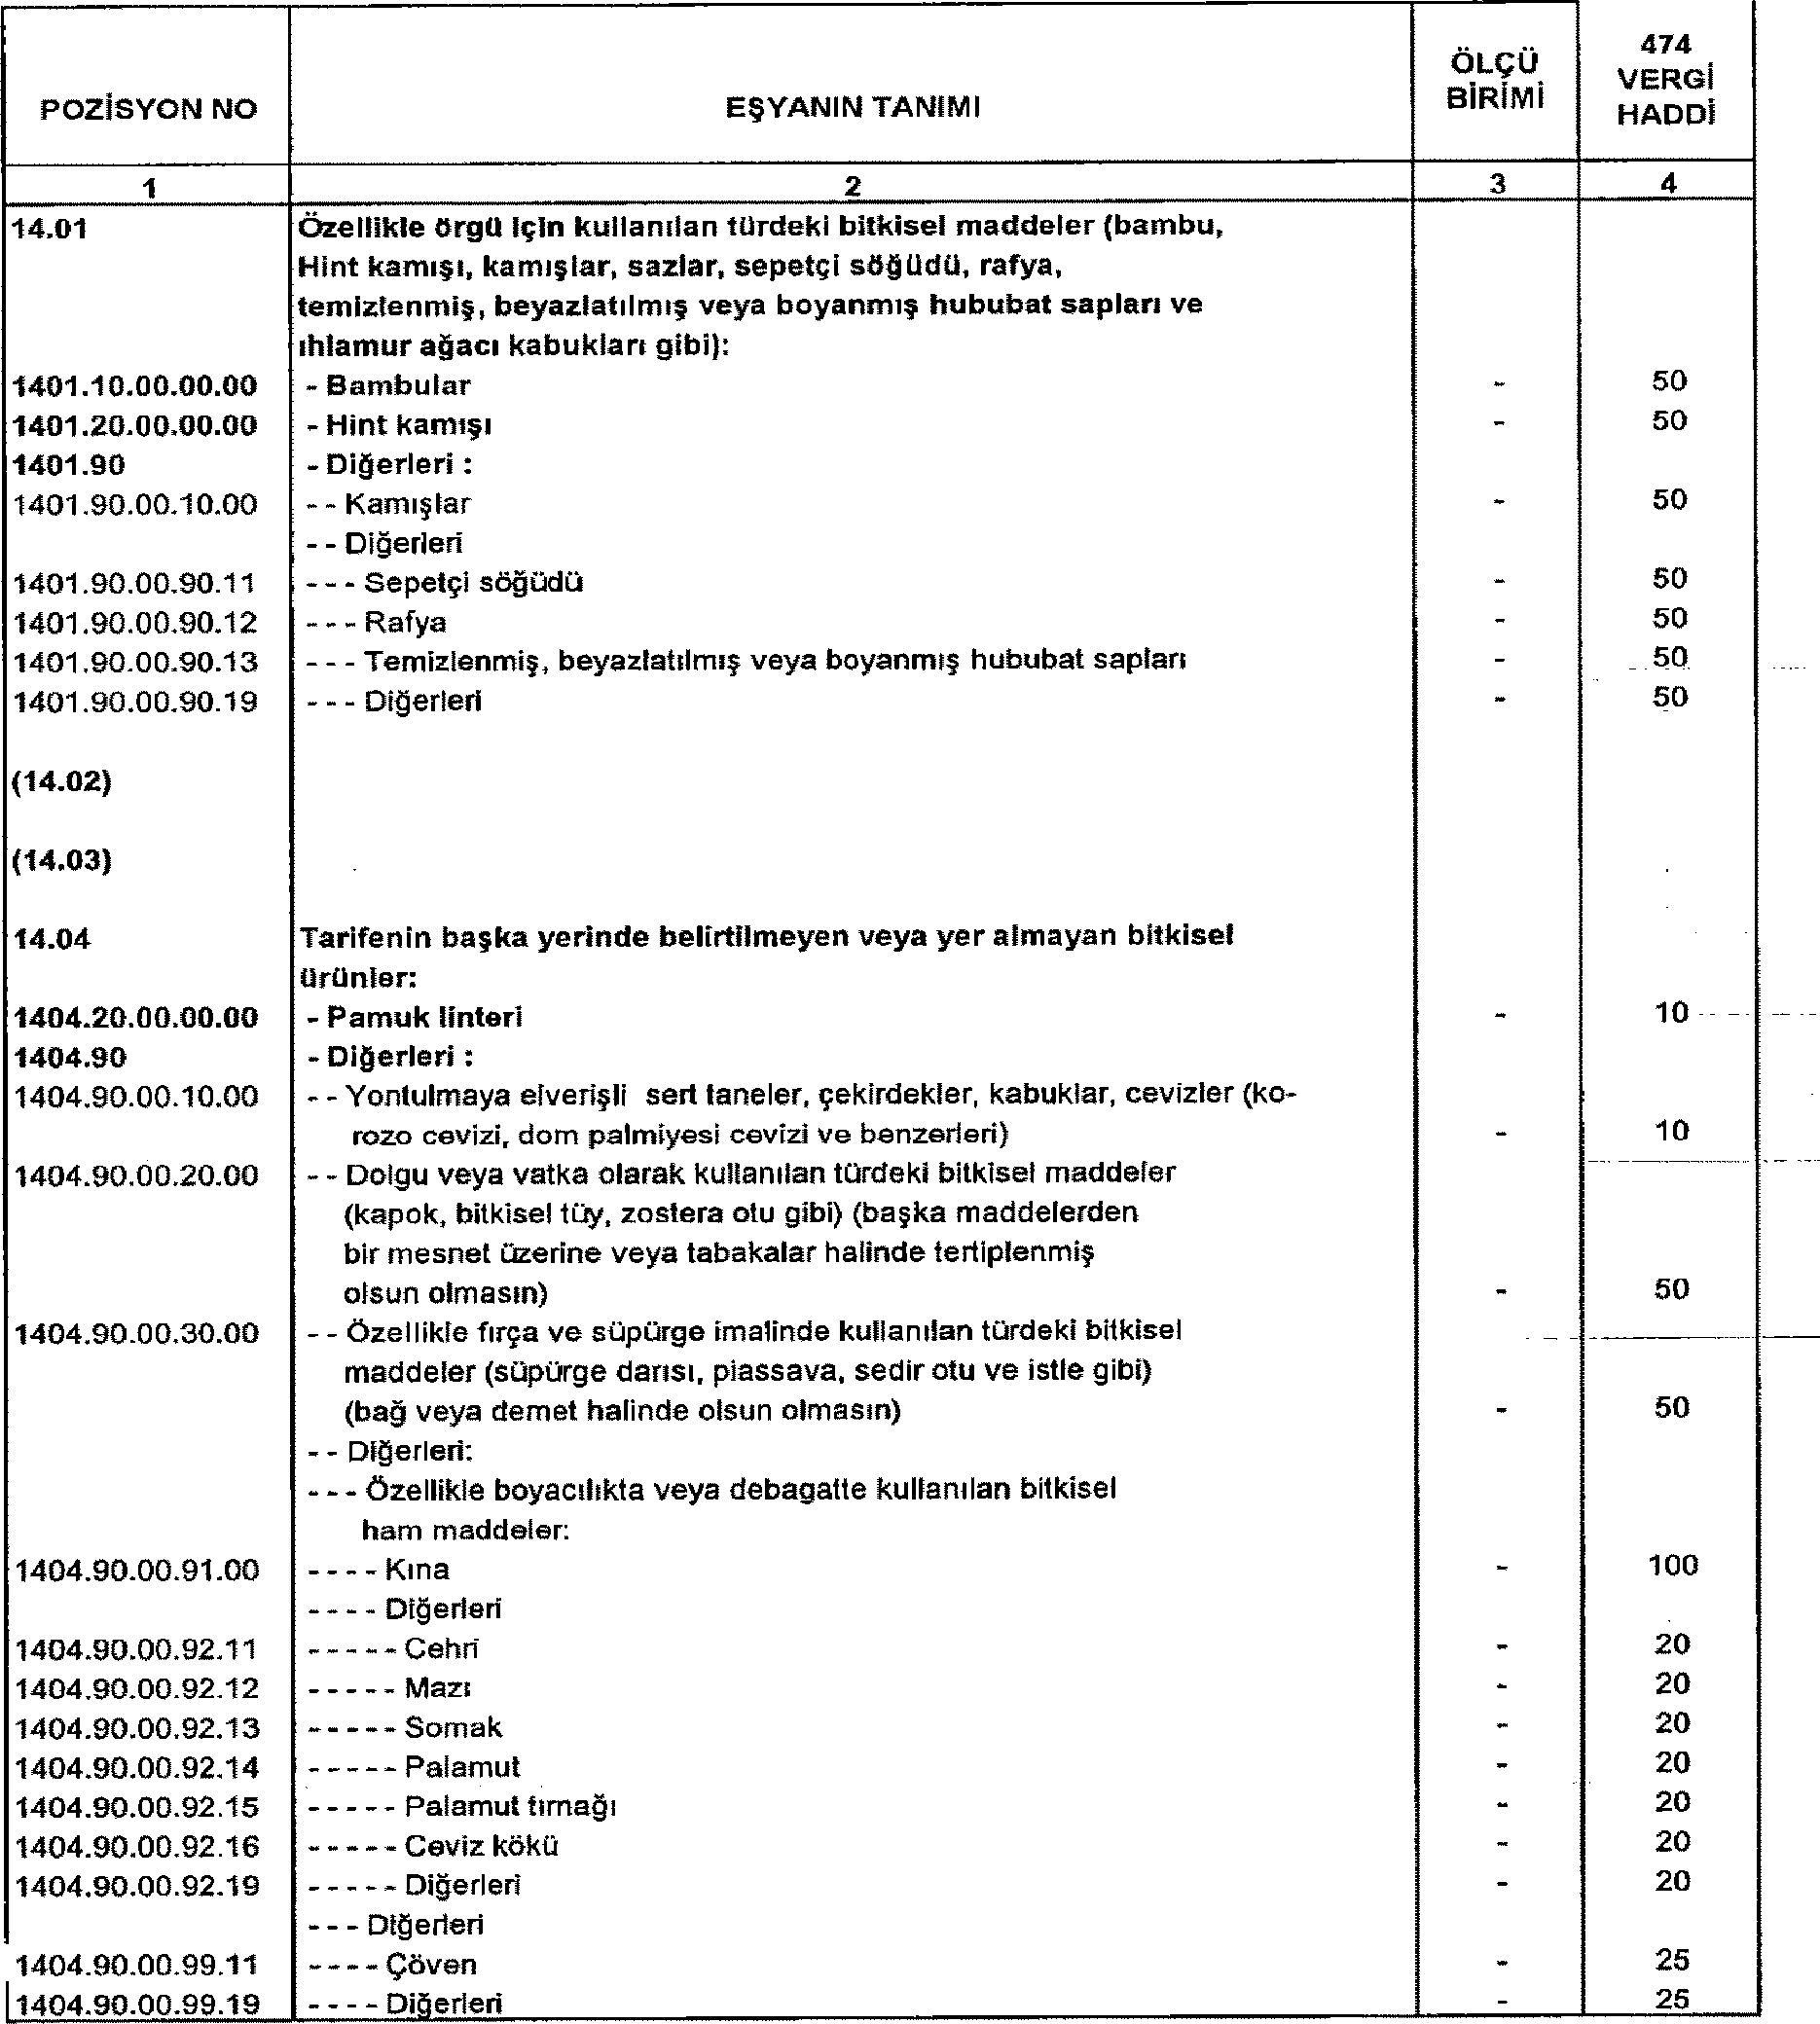 POZİSYON NO EŞYANIN TANIMI ÖLÇÜ BİRİMİ 474 VERGİ HADDİ
1 2 3 4
14.01 Özellikle örgü için kullanılan türdeki bitkisel maddeler (bambu,
Hint kamışı, kamışlar, sazlar, sepetçi söğüdü, rafya,
temizlenmiş, beyazlatılmış veya boyanmış hububat sapları ve
ıhlamur ağacı kabukları gibi):
1401.10.00.00.00 - Bambular - 50
1401.20.00.00.00 - Hint kamışı - 50
1401.90 - Diğerleri :
1401.90.00.10.00 - - Kamışlar - 50
- - Diğerleri
1401.90.00.90.11 - - - Sepetçi söğüdü - 50
1401.90.00.90.12 - - - Rafya - 50
1401.90.00.90.13 - - - Temizlenmiş, beyazlatılmış veya boyanmış hububat sapları - 50
1401.90.00.90.19 - - - Diğerleri - 50
(14.02)
(14.03)
14.04 Tarifenin başka yerinde belirtilmeyen veya yer almayan bitkisel
ürünler:
1404.20.00.00.00 - Pamuk linteri - 10
1404.90 - Diğerleri :
1404.90.00.10.00 - - Yontulmaya elverişli sert taneler, çekirdekler, kabuklar, cevizler (ko-
rozo cevizi, dom palmiyesi cevizi ve benzerleri) - 10
1404.90.00.20.00 - - Dolgu veya vatka olarak kullanılan türdeki bitkisel maddeler
(kapok, bitkisel tüy, zostera otu gibi) (başka maddelerden
bir mesnet üzerine veya tabakalar halinde tertiplenmiş
olsun olmasın) - 50
1404.90.00.30.00 - - Özellikle fırça ve süpürge imalinde kullanılan türdeki bitkisel
maddeler (süpürge darısı, piassava, sedir otu ve istle gibi)
(bağ veya demet halinde olsun olmasın) - 50
- - Diğerleri:
- - - Özellikle boyacılıkta veya debagatte kullanılan bitkisel
ham maddeler:
1404.90.00.91.00 - - - - Kına - 100
- - - - Diğerleri
1404.90.00.92.11 - - - - - Cehri - 20
1404.90.00.92.12 - - - - - Mazı - 20
1404.90.00.92.13 - - - - - Somak - 20
1404.90.00.92.14 - - - - - Palamut - 20
1404.90.00.92.15 - - - - - Palamut tırnağı - 20
1404.90.00.92.16 - - - - - Ceviz kökü - 20
1404.90.00.92.19 - - - - - Diğerleri - 20
- - - Diğerleri
1404.90.00.99.11 - - - - Çöven - 25
1404.90.00.99.19 - - - - Diğerleri - 25